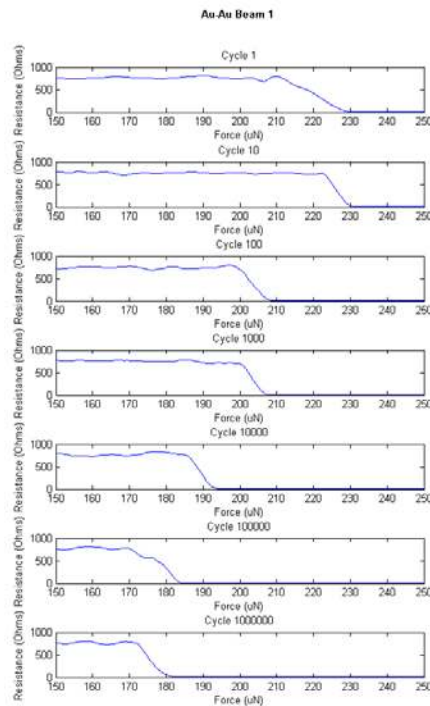 Au-Au Beam 1
Cycle 1
Resistance (Ohms)
1000
500
0
150 160 170 180 190 200 210 220 230 240 250
Force (uN)
Cycle 10
Resistance (Ohms)
1000
500
0
150 160 170 180 190 200 210 220 230 240 250
Force (uN)
Cycle 100
Resistance (Ohms)
1000
500
0
150 160 170 180 190 200 210 220 230 240 250
Force (uN)
Cycle 1000
Resistance (Ohms)
1000
500
0
150 160 170 180 190 200 210 220 230 240 250
Force (uN)
Cycle 10000
Resistance (Ohms)
1000
500
0
150 160 170 180 190 200 210 220 230 240 250
Force (uN)
Cycle 100000
Resistance (Ohms)
1000
500
0
150 160 170 180 190 200 210 220 230 240 250
Force (uN)
Cycle 1000000
Resistance (Ohms)
1000
500
0
150 160 170 180 190 200 210 220 230 240 250
Force (uN)